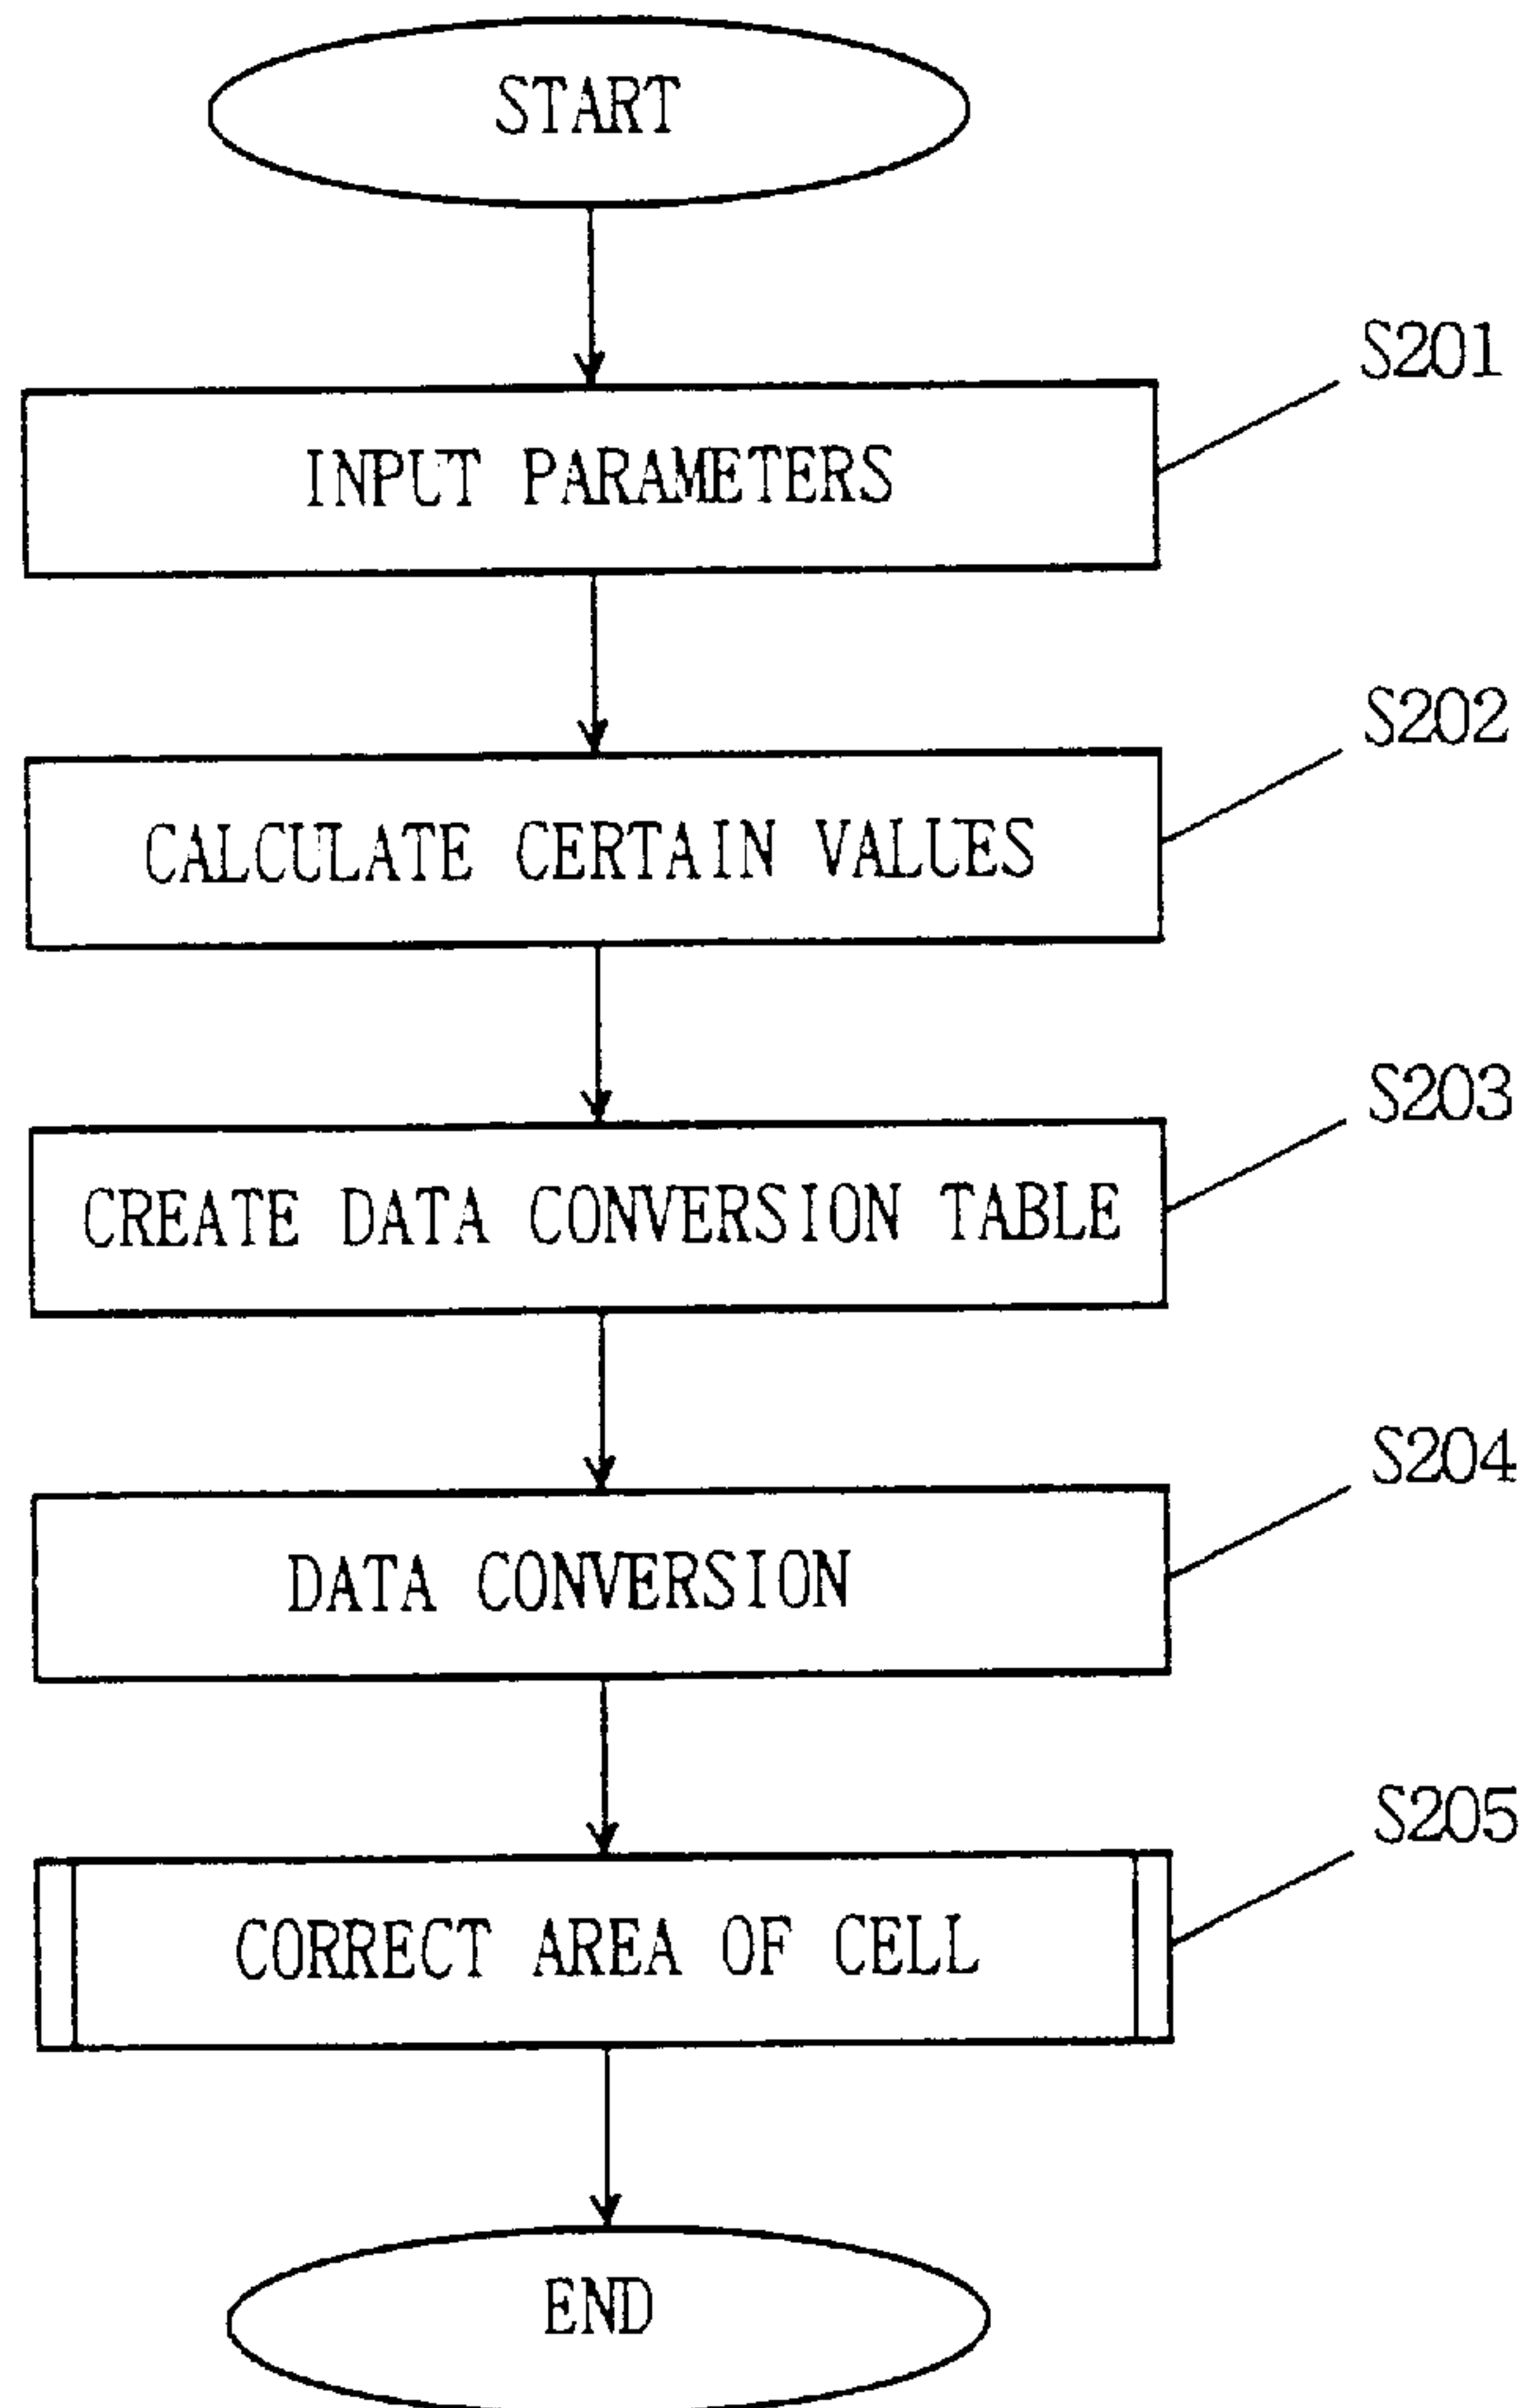 START
S201
INPUT PARAMETERS
S202
CALCULATE CERTAIN VALUES
S203
CREATE DATA CONVERSION TABLE
S204
DATA CONVERSION
S205
CORRECT AREA OF CELL
END